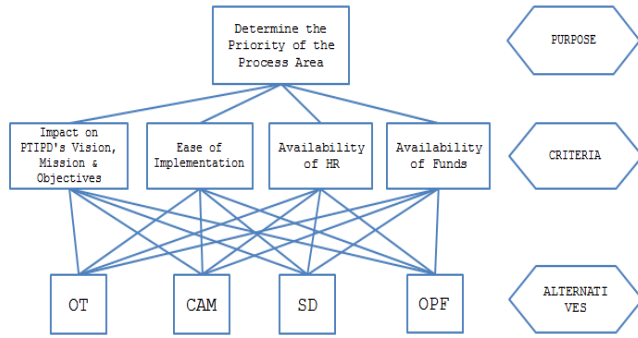 Determine the
Priority of the
Process Area
PURPOSE
Impact on
PTIPD's Vision,
Mission &
Objectives
Ease of
Implementation
Availability
of HR
Availability
of Funds
CRITERIA
OT
CAM
SD
OPF
ALTERNATI
VES